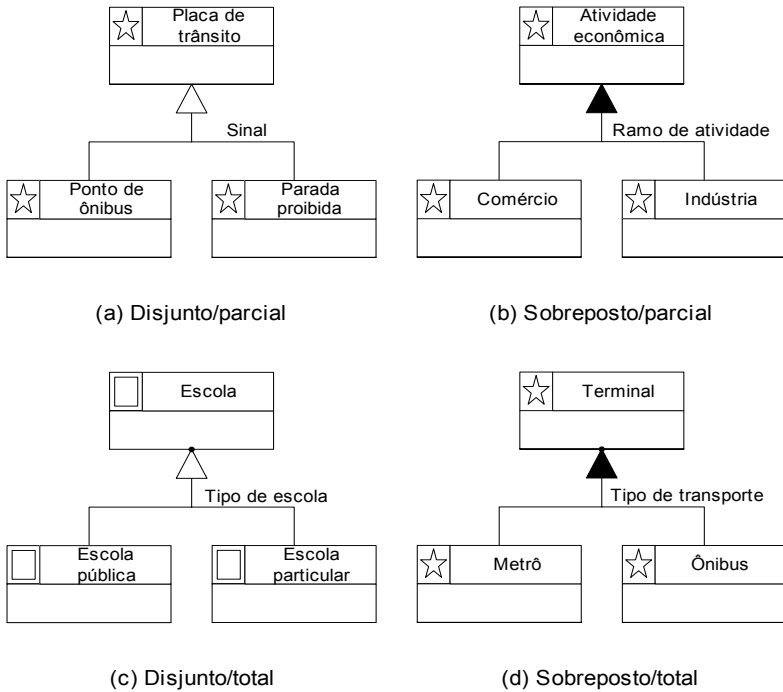 Placa de
trânsito
Sinal
Ponto de
ônibus
Parada
proibida
(a) Disjunto/parcial
Atividade
econômica
Ramo de atividade
Comércio
Indústria
(b) Sobreposto/parcial
Escola
Tipo de escola
Escola
pública
Escola
particular
(c) Disjunto/total
Terminal
Tipo de transporte
Metrô
Ônibus
(d) Sobreposto/total